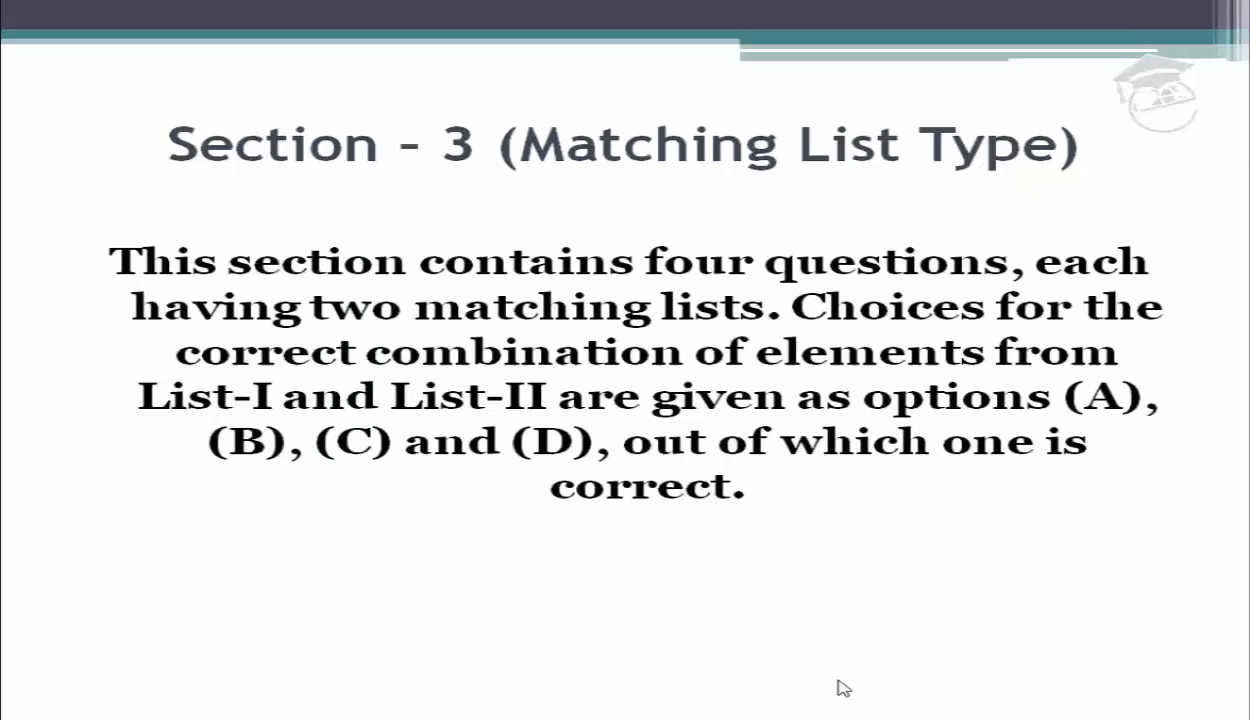 Section – 3 (Matching List Type)
This section contains four questions, each
having two matching lists. Choices for the
correct combination of elements from
List-I and List-II are given as options (A),
(B), (C) and (D), out of which one is
correct.